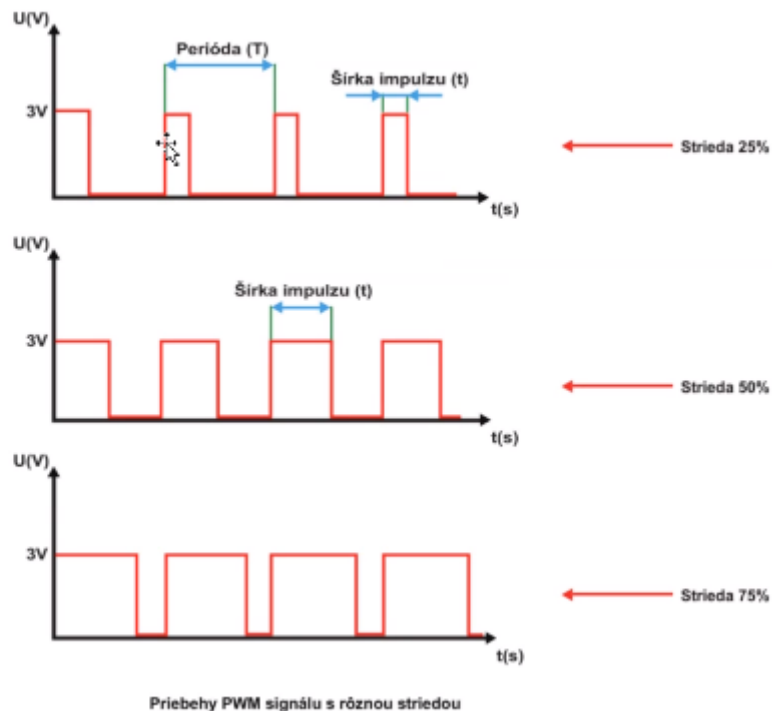 U(V)
Perióda (T)
Šírka impulzu (t)
3V
Strieda 25%
t(s)
U(V)
Šírka impulzu (t)
3V
Strieda 50%
t(s)
U(V)
3V
Strieda 75%
t(s)
Priebehy PWM signálu s rôznou striedou